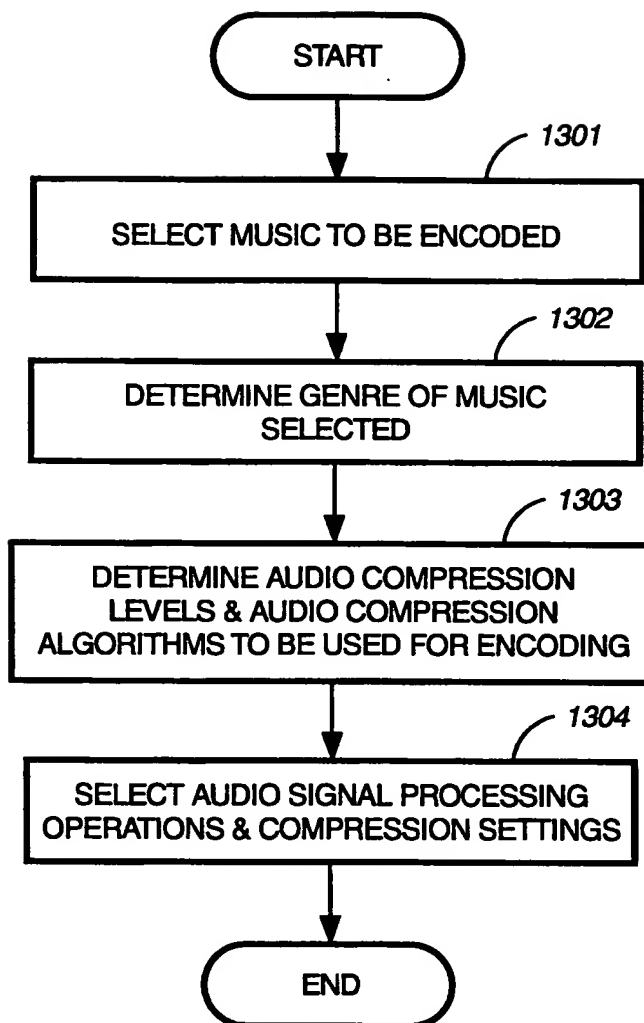 START
1301
SELECT MUSIC TO BE ENCODED
1302
DETERMINE GENRE OF MUSIC
SELECTED
1303
DETERMINE AUDIO COMPRESSION
LEVELS & AUDIO COMPRESSION
ALGORITHMS TO BE USED FOR ENCODING
1304
SELECT AUDIO SIGNAL PROCESSING
OPERATIONS & COMPRESSION SETTINGS
END